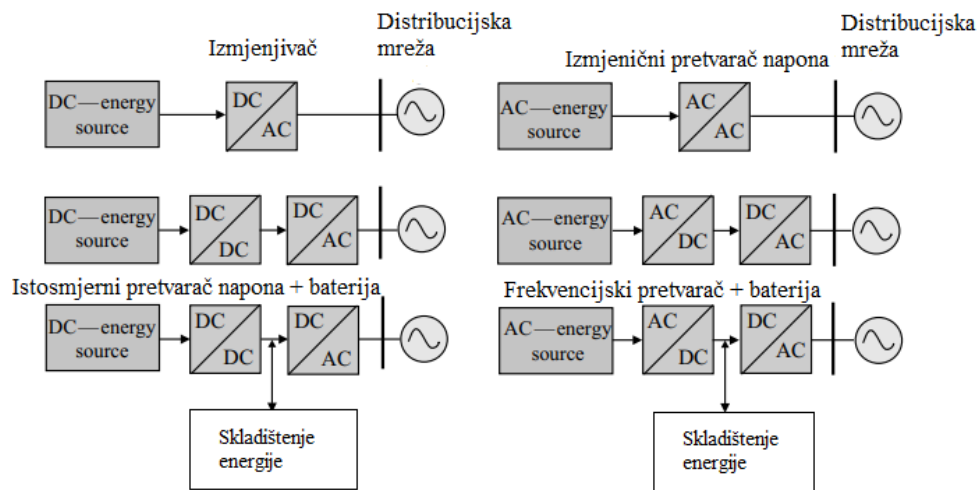 Izmjenjivač
Distribucijska
mreža
DC—energy
source
DC
AC
Izmjenični pretvarač napona
Distribucijska
mreža
AC—energy
source
AC
AC
DC—energy
source
DC
DC
DC
AC
AC—energy
source
AC
DC
DC
AC
Istosmjerni pretvarač napona + baterija
DC—energy
source
DC
DC
DC
AC
Skladištenje
energije
Frekvencijski pretvarač + baterija
AC—energy
source
AC
DC
DC
AC
Skladištenje
energije